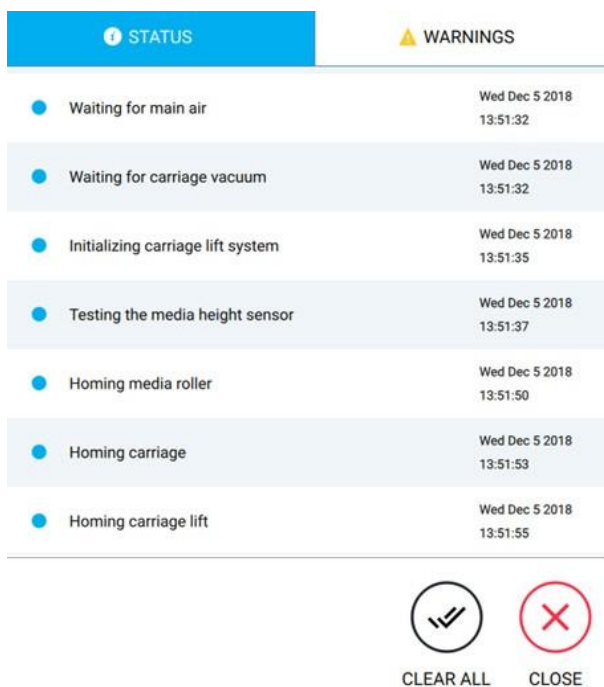 STATUS
WARNINGS
Waiting for main air
Wed Dec 5 2018
13:51:32
Waiting for carriage vacuum
Wed Dec 5 2018
13:51:32
Initializing carriage lift system
Wed Dec 5 2018
13:51:35
Testing the media height sensor
Wed Dec 5 2018
13:51:37
Homing media roller
Wed Dec 5 2018
13:51:50
Homing carriage
Wed Dec 5 2018
13:51:53
Homing carriage lift
Wed Dec 5 2018
13:51:55
CLEAR ALL
CLOSE